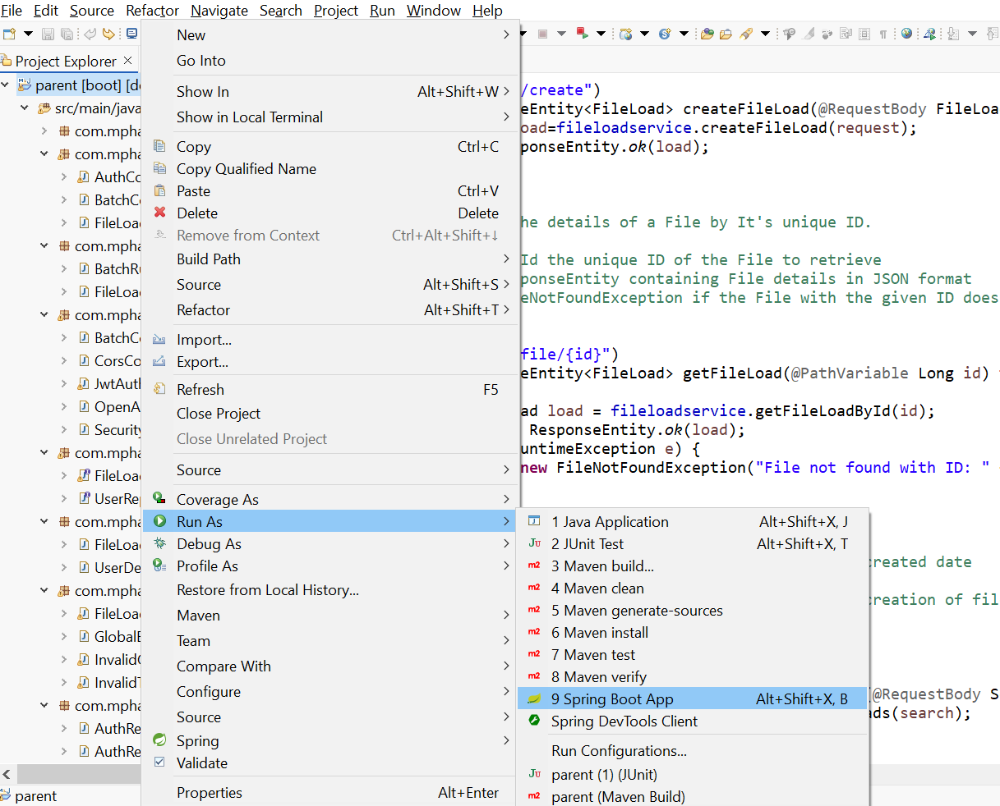 File Edit Source Refactor Navigate Search Project Run Window Help
Project Explorer
parent [boot] [de
src/main/java
com.mpha
com.mpha
AuthCo
BatchC
FileLoa
com.mpha
BatchRu
FileLoa
com.mpha
BatchC
CorsCo
JwtAuth
OpenA
Security
com.mpha
FileLoa
UserRep
com.mpha
FileLoa
UserDe
com.mpha
FileLoa
GlobalE
InvalidC
InvalidT
com.mpha
AuthRe
AuthRe
parent
New
Go Into
Show In Alt+Shift+W
Show in Local Terminal
Copy Ctrl+C
Copy Qualified Name
Paste Ctrl+V
Delete Delete
Remove from Context Ctrl+Alt+Shift+↓
Build Path
Source Alt+Shift+S
Refactor Alt+Shift+T
Import...
Export...
Refresh F5
Close Project
Close Unrelated Project
Source
Coverage As
Run As
Debug As
Profile As
Restore from Local History...
Maven
Team
Compare With
Configure
Source
Spring
Validate
Properties Alt+Enter
1 Java Application Alt+Shift+X, J
2 JUnit Test Alt+Shift+X, T
3 Maven build...
4 Maven clean
5 Maven generate-sources
6 Maven install
7 Maven test
8 Maven verify
9 Spring Boot App Alt+Shift+X, B
Spring DevTools Client
Run Configurations...
parent (1) (JUnit)
parent (Maven Build)
/create")
eEntity<FileLoad> createFileLoad(@RequestBody FileLoa
oad=fileloadservice.createFileLoad(request);
ponseEntity.ok(load);
he details of a File by It's unique ID.
Id the unique ID of the File to retrieve
ponseEntity containing File details in JSON format
eNotFoundException if the File with the given ID does
file/{id}")
eEntity<FileLoad> getFileLoad(@PathVariable Long id)
ad load = fileloadservice.getFileLoadById(id);
ResponseEntity.ok(load);
untimeException e) {
new FileNotFoundException("File not found with ID: "
created date
creation of fil
(@RequestBody S
ads(search);